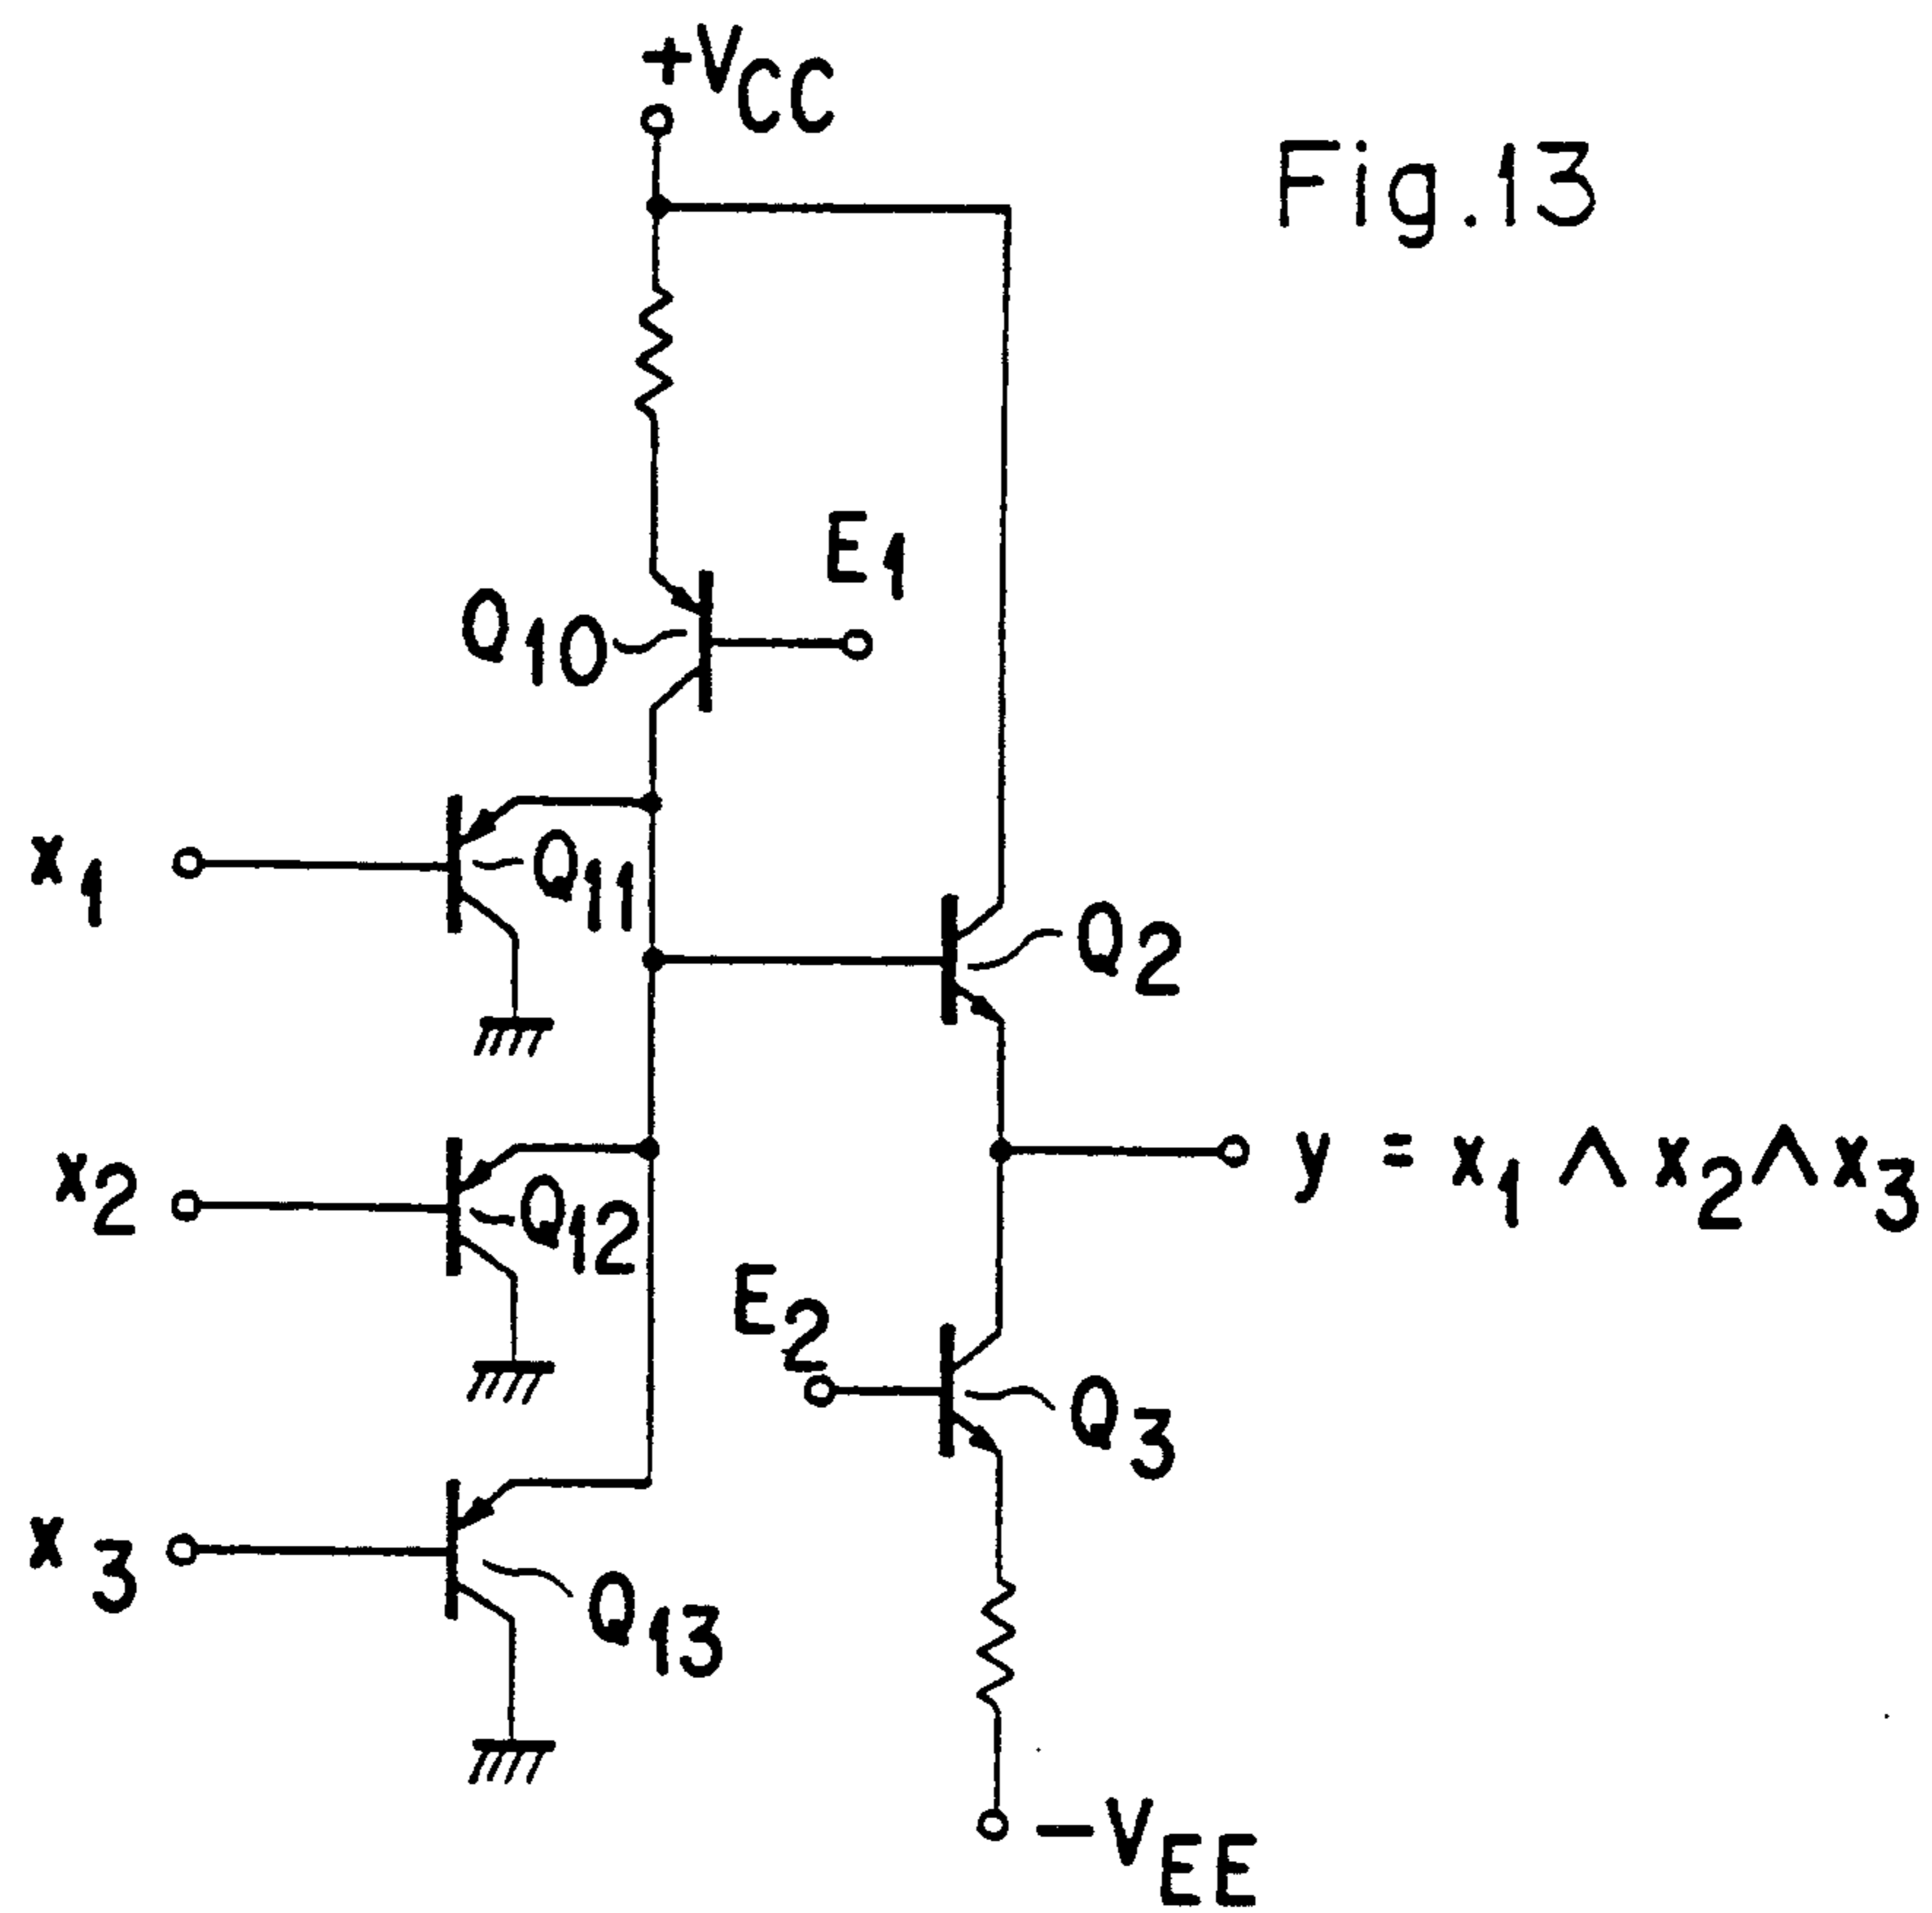 +VCC
Fig.13
E1
Q10
x1
Q11
Q2
y = x1 ∧ x2 ∧ x3
x2
Q12
E2
Q3
x3
Q13
−VEE